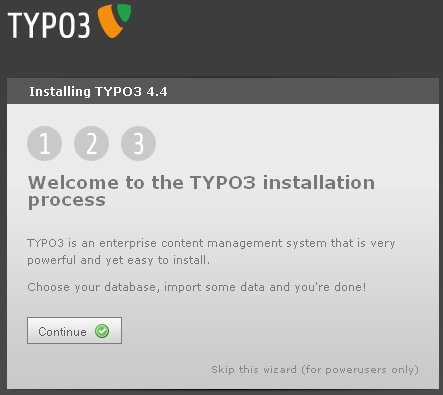 TYPO3
Installing TYPO3 4.4
1 2 3
Welcome to the TYPO3 installation
process
TYPO3 is an enterprise content management system that is very
powerful and yet easy to install.
Choose your database, import some data and you're done!
Continue
Skip this wizard (for powerusers only)